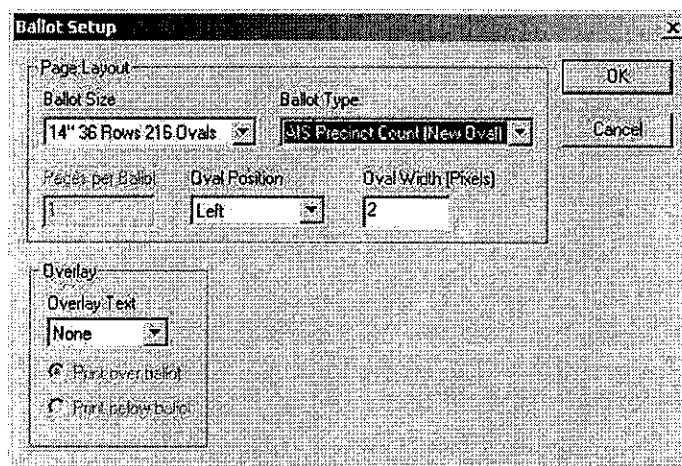 Ballot Setup
Page Layout
OK
Ballot Size
Ballot Type
14" 36 Rows 216 Ovals
AIS Precinct Count (New Oval)
Cancel
Pages per Ballot
Oval Position
Oval Width (Pixels)
1
Left
2
Overlay
Overlay Text
None
Print over ballot
Print below ballot